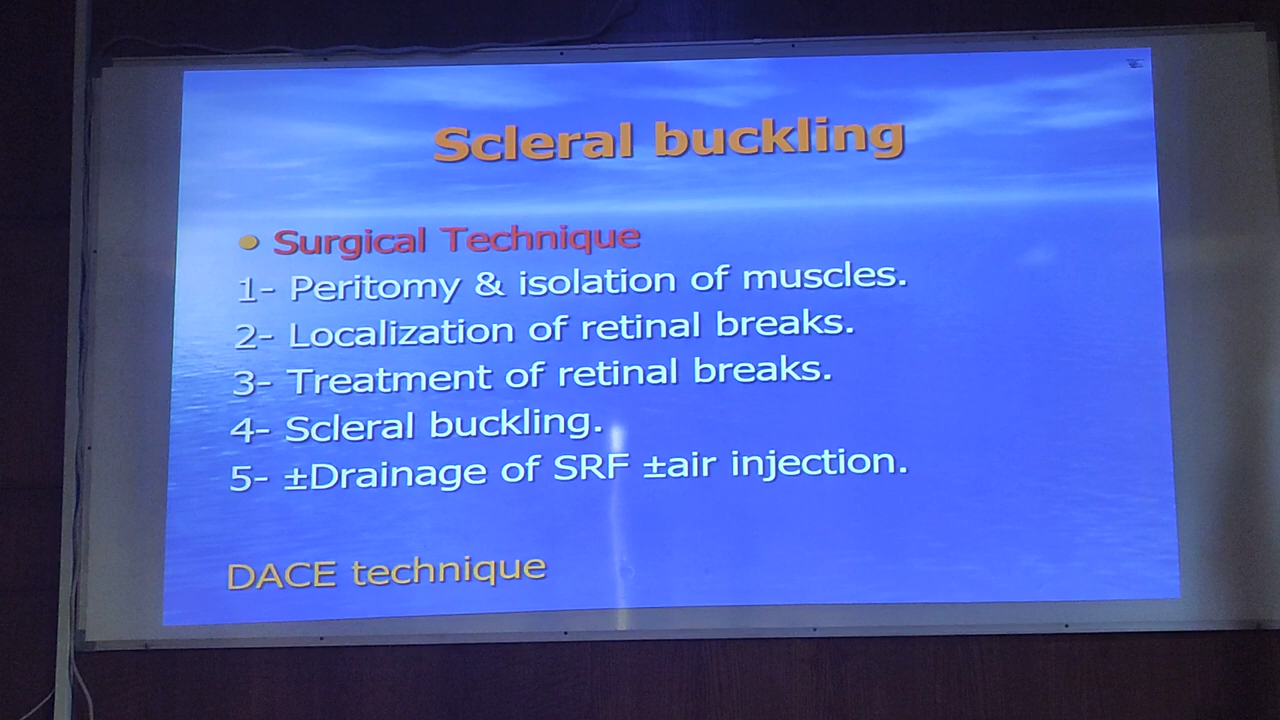 Scleral buckling
• Surgical Technique
1- Peritomy & isolation of muscles.
2- Localization of retinal breaks.
3- Treatment of retinal breaks.
4- Scleral buckling.
5- ±Drainage of SRF ±air injection.
DACE technique